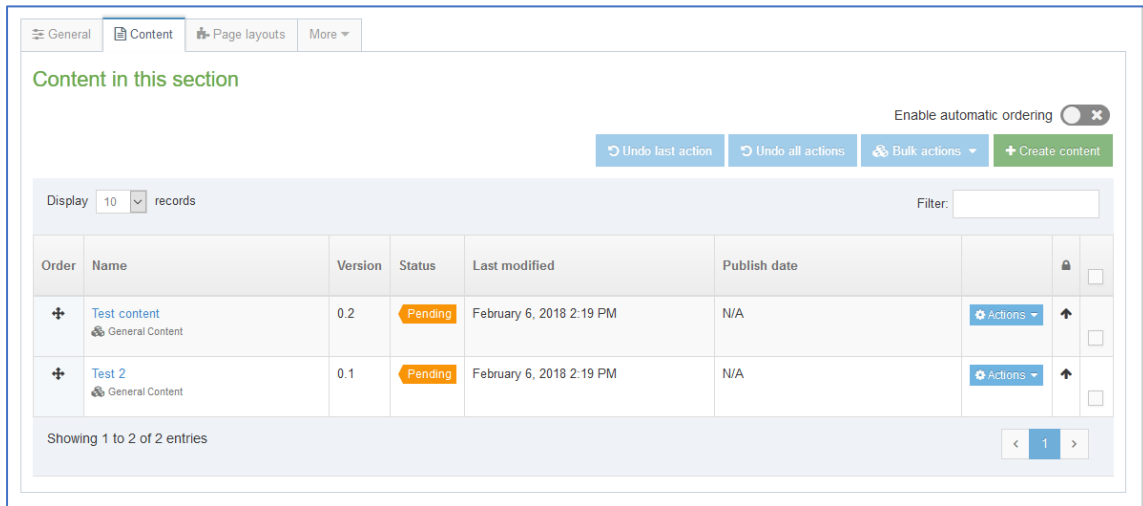 General Content Page layouts More
Content in this section
Enable automatic ordering
Undo last action Undo all actions Bulk actions Create content
Display 10 records Filter:
Order Name Version Status Last modified Publish date
Test content 0.2 Pending February 6, 2018 2:19 PM N/A Actions
General Content
Test 2 0.1 Pending February 6, 2018 2:19 PM N/A Actions
General Content
Showing 1 to 2 of 2 entries < 1 >